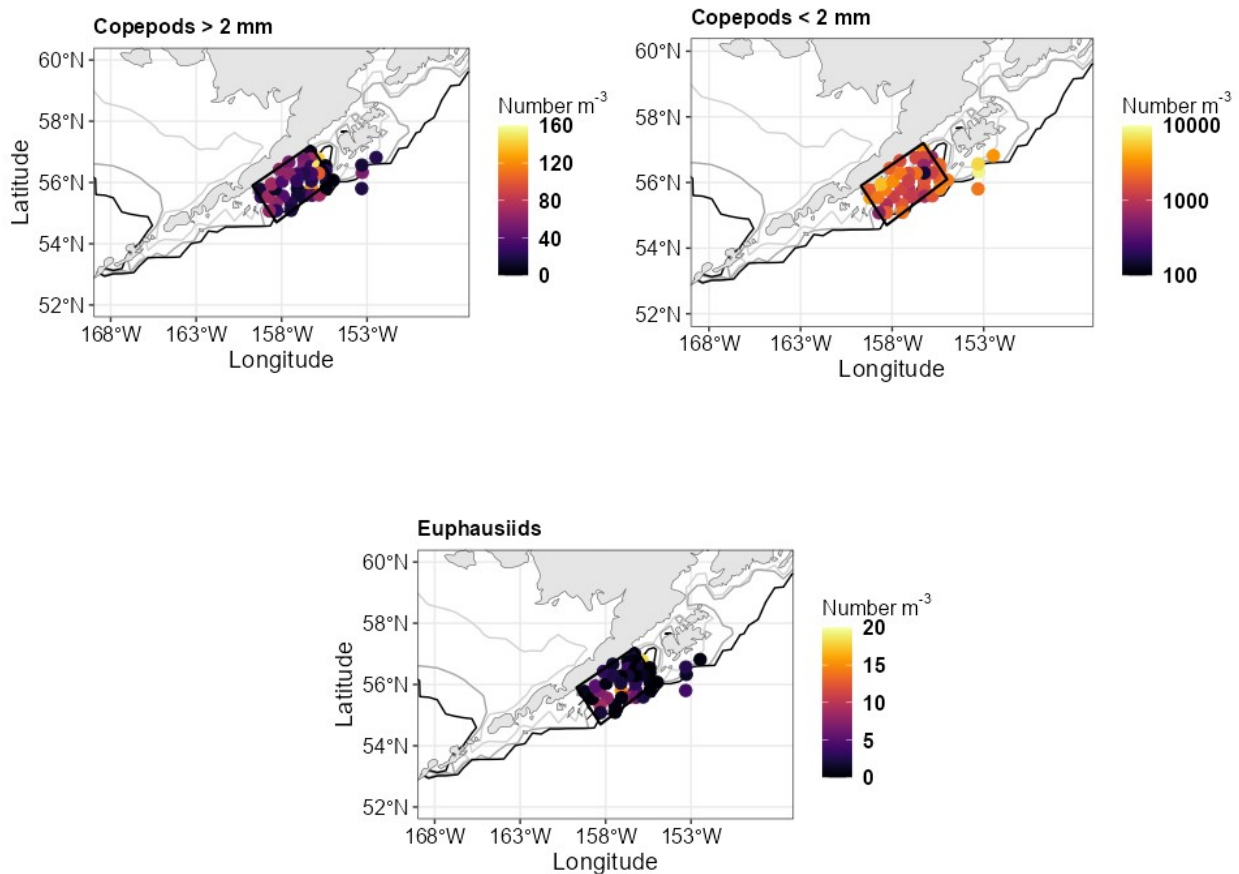 Copepods > 2 mm
60°N
58°N
56°N
54°N
52°N
168°W 163°W 158°W 153°W
Longitude
Latitude
Number m⁻³
160
120
80
40
0
Copepods < 2 mm
60°N
58°N
56°N
54°N
52°N
168°W 163°W 158°W 153°W
Longitude
Number m⁻³
10000
1000
100
Euphausiids
60°N
58°N
56°N
54°N
52°N
168°W 163°W 158°W 153°W
Longitude
Latitude
Number m⁻³
20
15
10
5
0